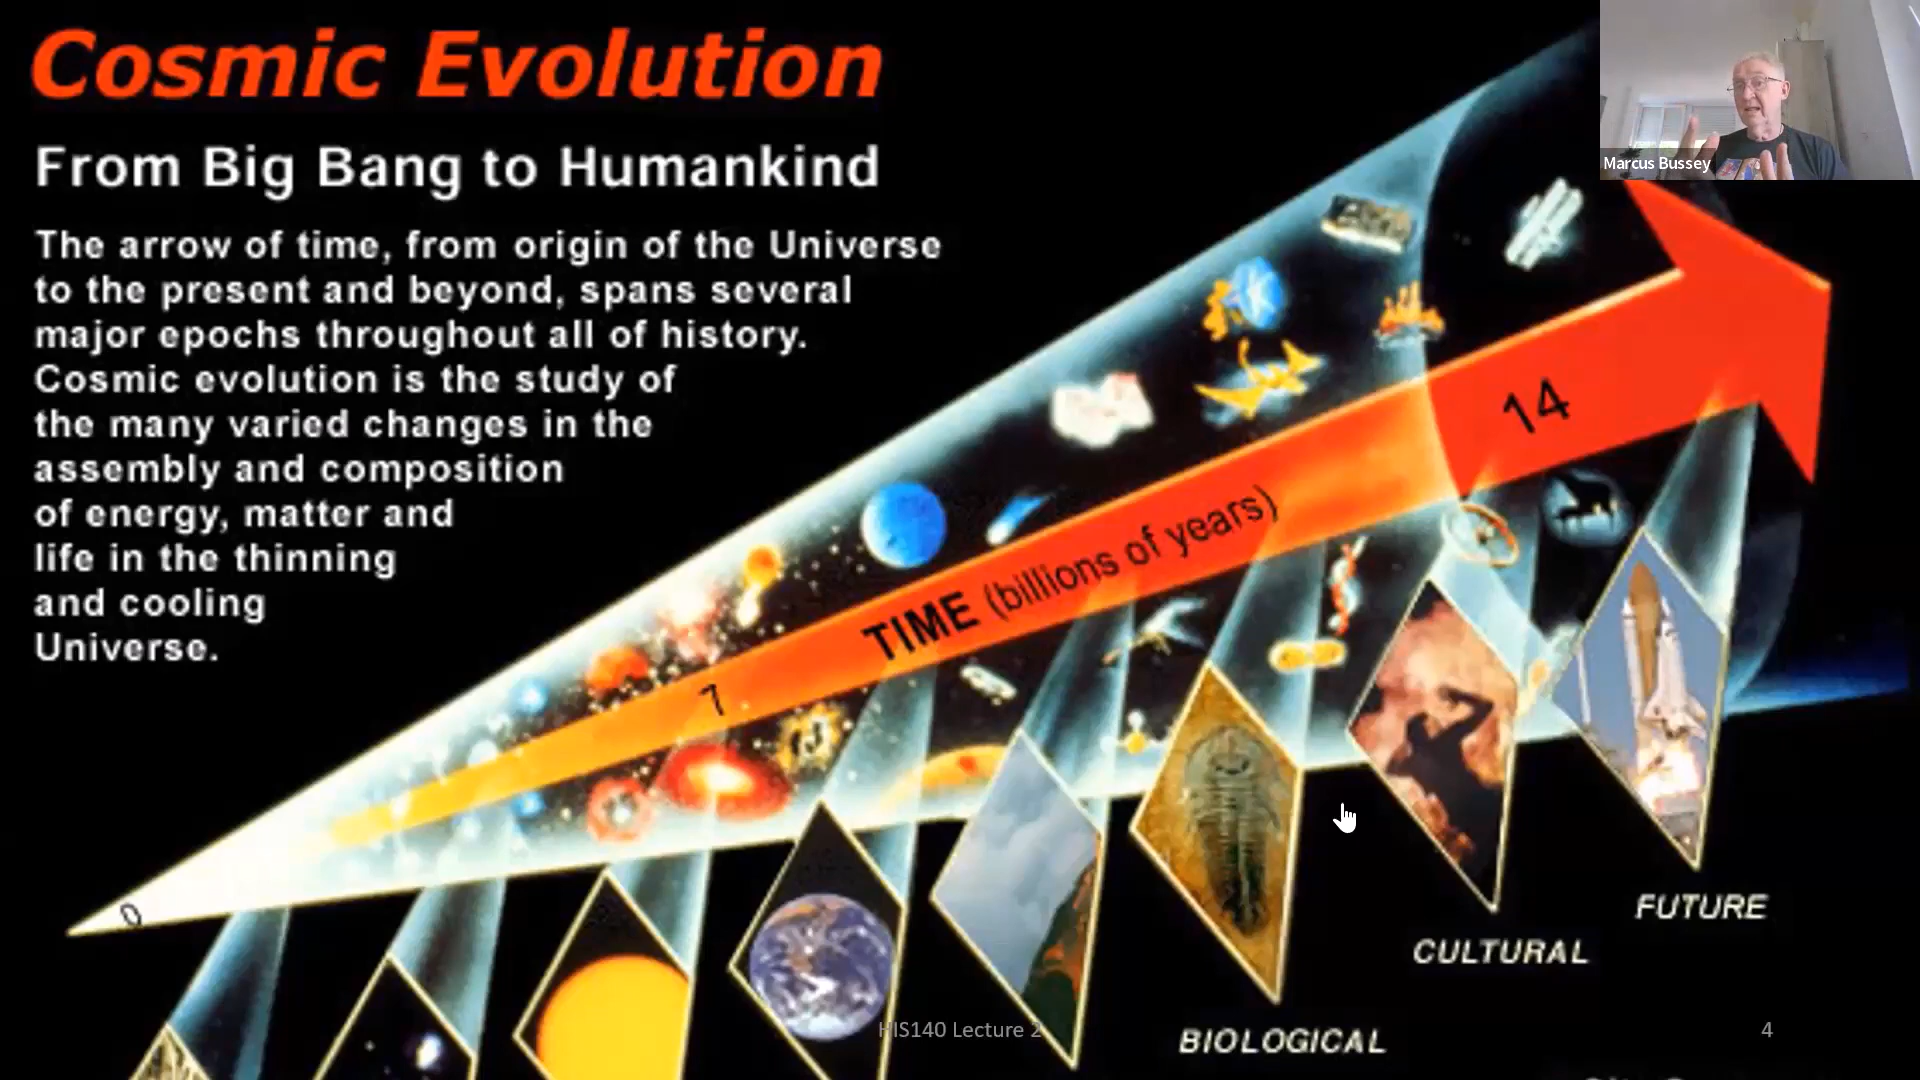 Cosmic Evolution
From Big Bang to Humankind
The arrow of time, from origin of the Universe
to the present and beyond, spans several
major epochs throughout all of history.
Cosmic evolution is the study of
the many varied changes in the
assembly and composition
of energy, matter and
life in the thinning
and cooling
Universe.
Marcus Bussey
14
TIME (billions of years)
7
0
FUTURE
CULTURAL
BIOLOGICAL
HIS140 Lecture 2
4